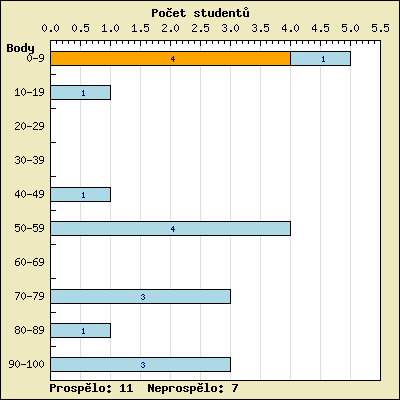 Počet studentů
0.0 0.5 1.0 1.5 2.0 2.5 3.0 3.5 4.0 4.5 5.0 5.5
Body
0-9 4 1
10-19 1
20-29
30-39
40-49 1
50-59 4
60-69
70-79 3
80-89 1
90-100 3
Prospělo: 11 Neprospělo: 7